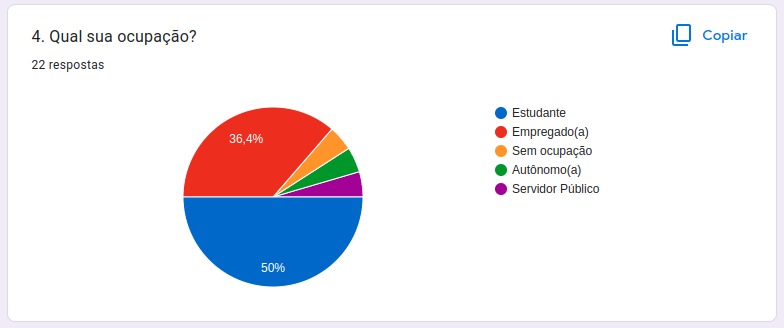 4. Qual sua ocupação?
Copiar
22 respostas
36,4%
50%
Estudante
Empregado(a)
Sem ocupação
Autônomo(a)
Servidor Público